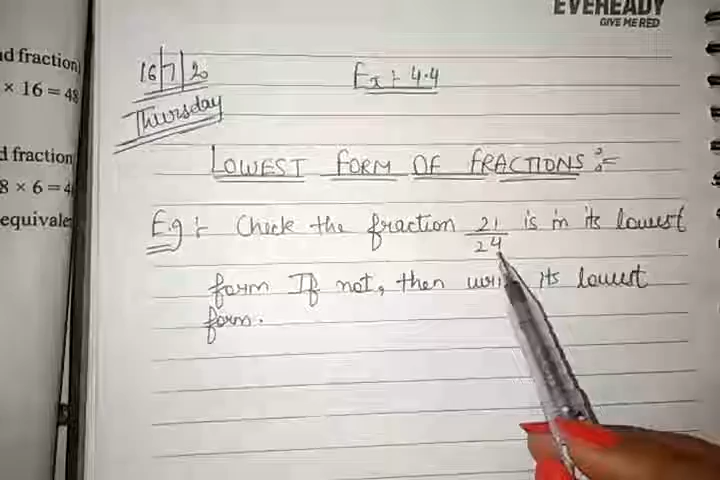 EVEREADY
GIVE ME RED
d fraction)
× 16 = 48
d fraction
8 × 6 = 4
equivale
16/7/20
Thursday
Ex :- 4.4
LOWEST FORM OF FRACTIONS :-
E.g :- Check the fraction 21/24 is in its lowest
form If not, then wri its lowest
form.